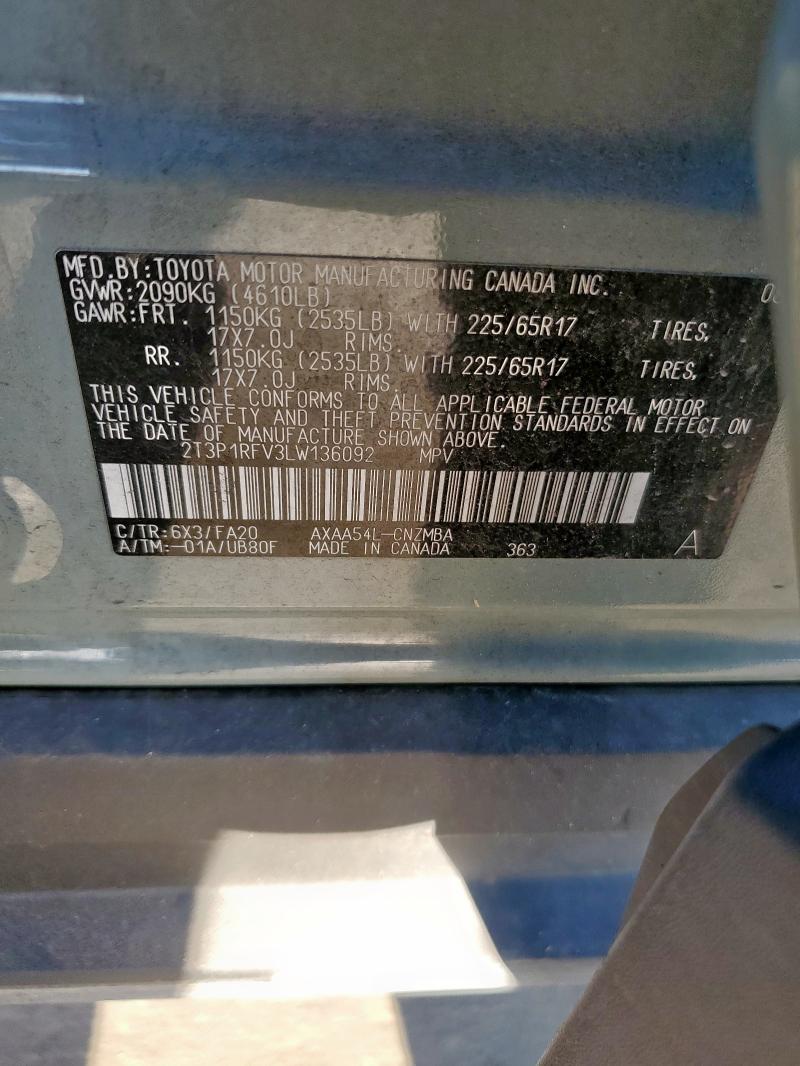 MFD.BY:TOYOTA MOTOR MANUFACTURING CANADA INC.
GVWR:2090KG (4610LB)
GAWR:FRT. 1150KG (2535LB) WITH 225/65R17 TIRES,
17X7.0J RIMS
RR. 1150KG (2535LB) WITH 225/65R17 TIRES,
17X7.0J RIMS
THIS VEHICLE CONFORMS TO ALL APPLICABLE FEDERAL MOTOR
VEHICLE SAFETY AND THEFT PREVENTION STANDARDS IN EFFECT ON
THE DATE OF MANUFACTURE SHOWN ABOVE.
2T3P1RFV3LW136092 MPV
C/TR:6X3/FA20 AXAA54L-CNZMBA
A/TM:-01A/UB80F MADE IN CANADA 363 A